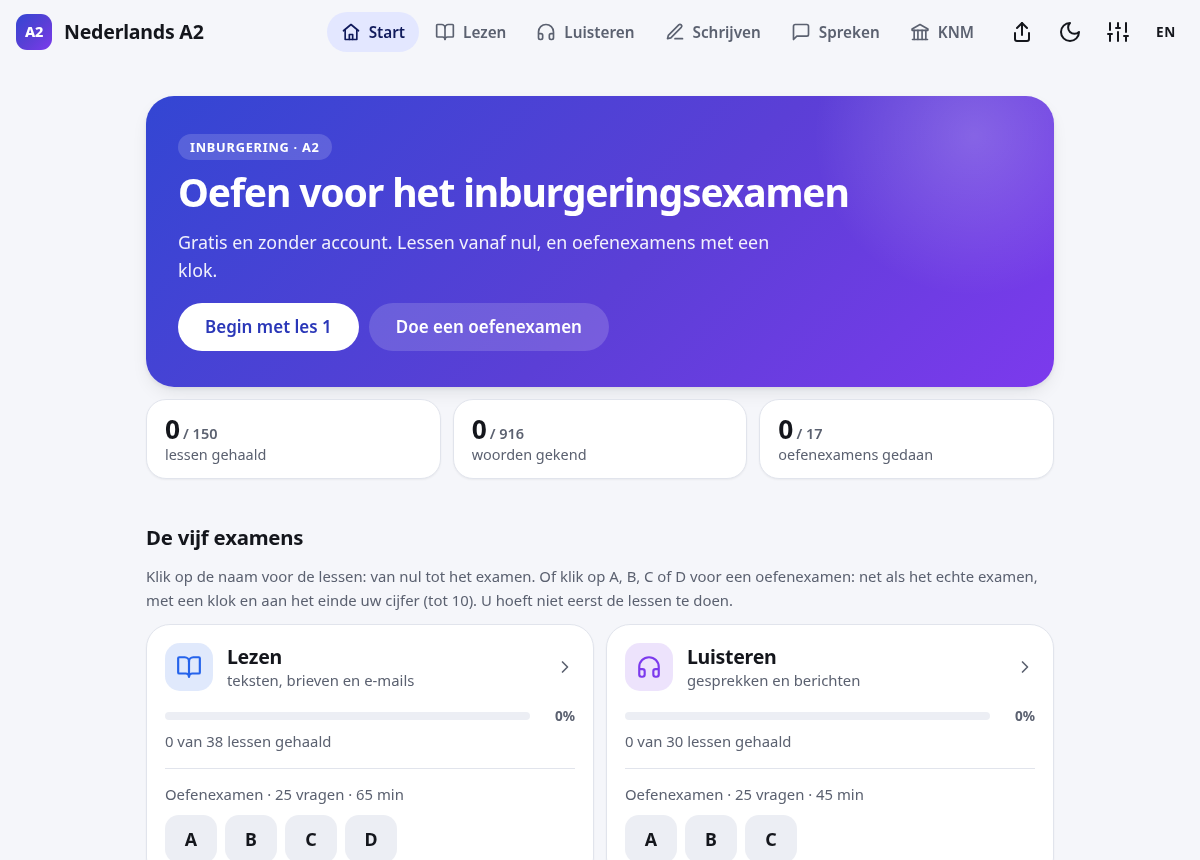 A2 Nederlands A2 Start Lezen Luisteren Schrijven Spreken KNM EN
INBURGERING · A2
Oefen voor het inburgeringsexamen
Gratis en zonder account. Lessen vanaf nul, en oefenexamens met een
klok.
Begin met les 1 Doe een oefenexamen
0 / 150
lessen gehaald
0 / 916
woorden gekend
0 / 17
oefenexamens gedaan
De vijf examens
Klik op de naam voor de lessen: van nul tot het examen. Of klik op A, B, C of D voor een oefenexamen: net als het echte examen,
met een klok en aan het einde uw cijfer (tot 10). U hoeft niet eerst de lessen te doen.
Lezen
teksten, brieven en e-mails
0%
0 van 38 lessen gehaald
Oefenexamen · 25 vragen · 65 min
A B C D
Luisteren
gesprekken en berichten
0%
0 van 30 lessen gehaald
Oefenexamen · 25 vragen · 45 min
A B C